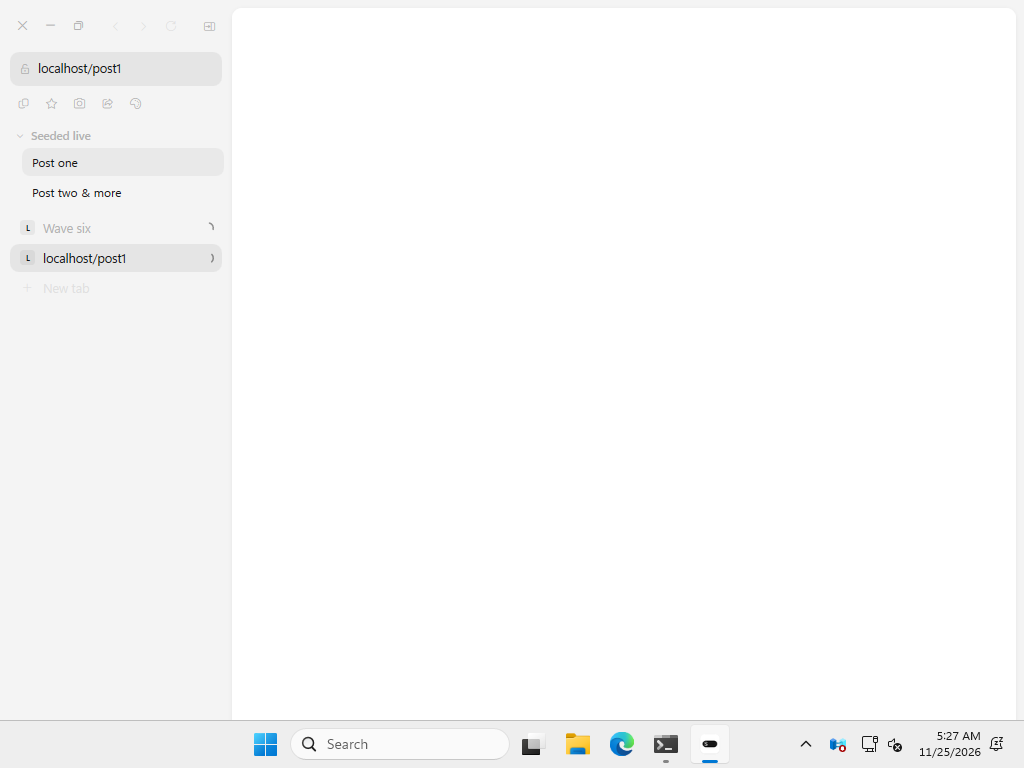 localhost/post1
Seeded live
Post one
Post two & more
L Wave six
L localhost/post1
New tab
Search
5:27 AM
11/25/2026